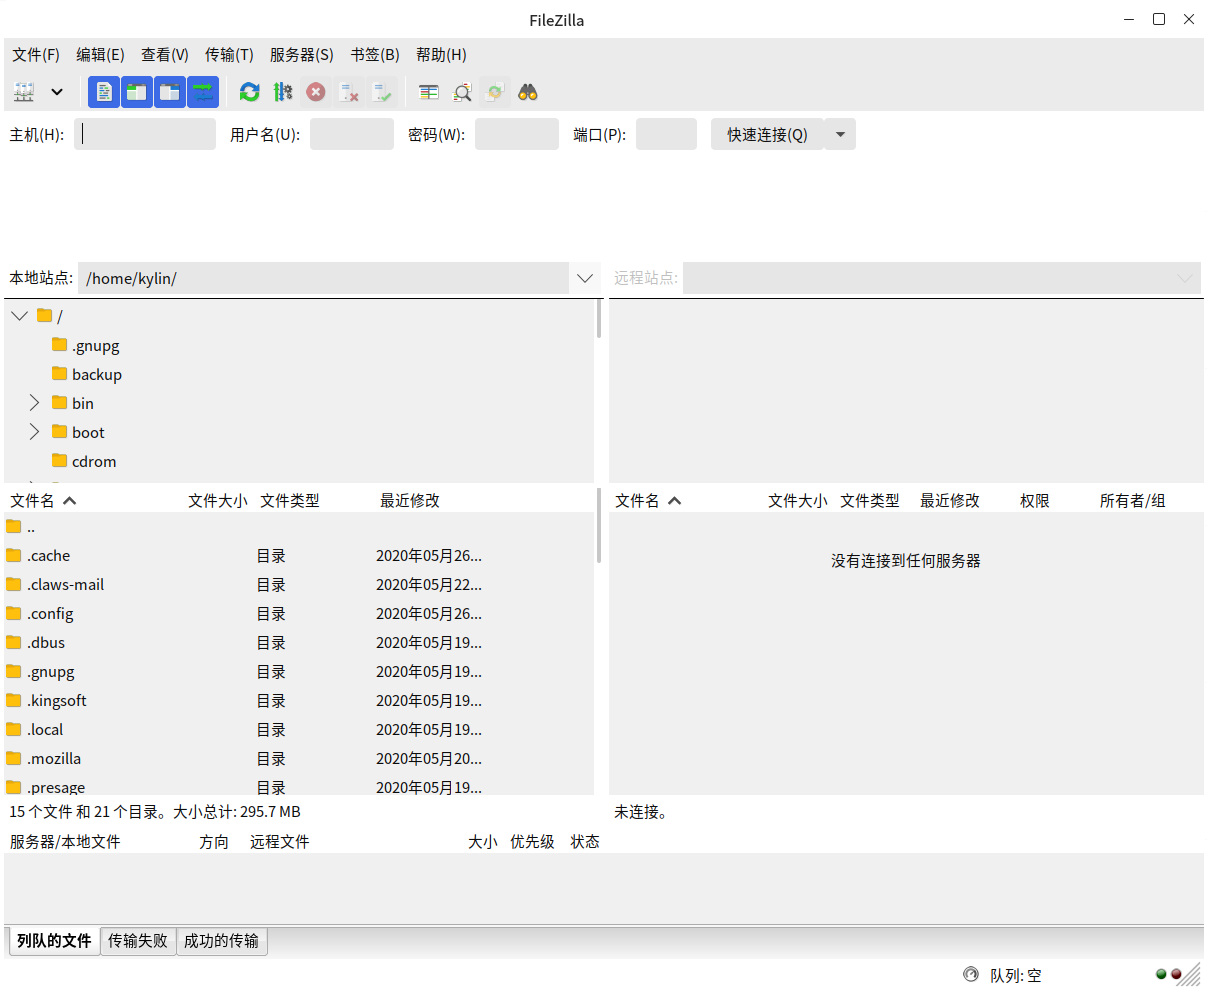 FileZilla
文件(F) 编辑(E) 查看(V) 传输(T) 服务器(S) 书签(B) 帮助(H)
主机(H): 用户名(U): 密码(W): 端口(P): 快速连接(Q)
本地站点: /home/kylin/ 远程站点:
/
.gnupg
backup
bin
boot
cdrom
文件名 文件大小 文件类型 最近修改 文件名 文件大小 文件类型 最近修改 权限 所有者/组
..
.cache 目录 2020年05月26... 没有连接到任何服务器
.claws-mail 目录 2020年05月22...
.config 目录 2020年05月26...
.dbus 目录 2020年05月19...
.gnupg 目录 2020年05月19...
.kingsoft 目录 2020年05月19...
.local 目录 2020年05月19...
.mozilla 目录 2020年05月20...
.presage 目录 2020年05月19...
15 个文件 和 21 个目录。大小总计: 295.7 MB 未连接。
服务器/本地文件 方向 远程文件 大小 优先级 状态
列队的文件 传输失败 成功的传输
队列: 空